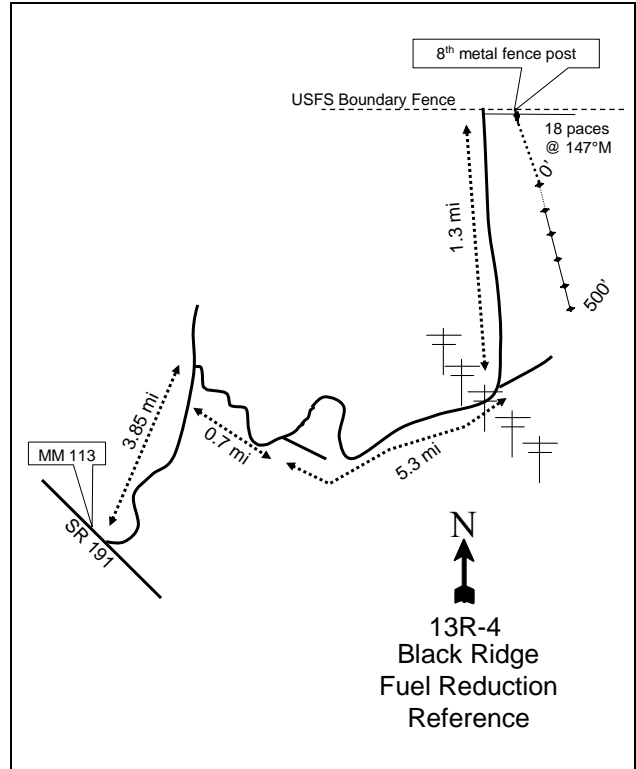 8th metal fence post
USFS Boundary Fence
18 paces
@ 147°M
0'
1.3 mi
500'
3.85 mi
0.7 mi
5.3 mi
MM 113
SR 191
N
13R-4
Black Ridge
Fuel Reduction
Reference